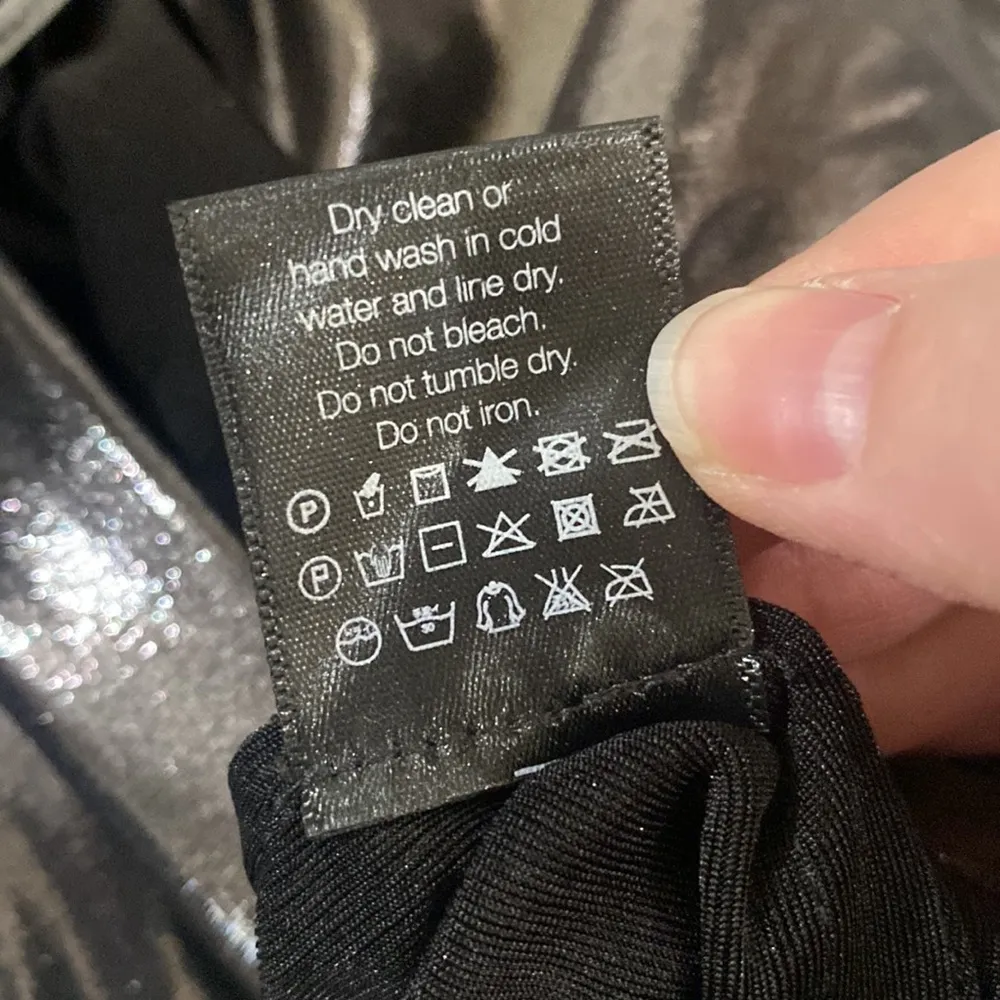 Dry clean or
hand wash in cold
water and line dry.
Do not bleach.
Do not tumble dry.
Do not iron.
P
P
30